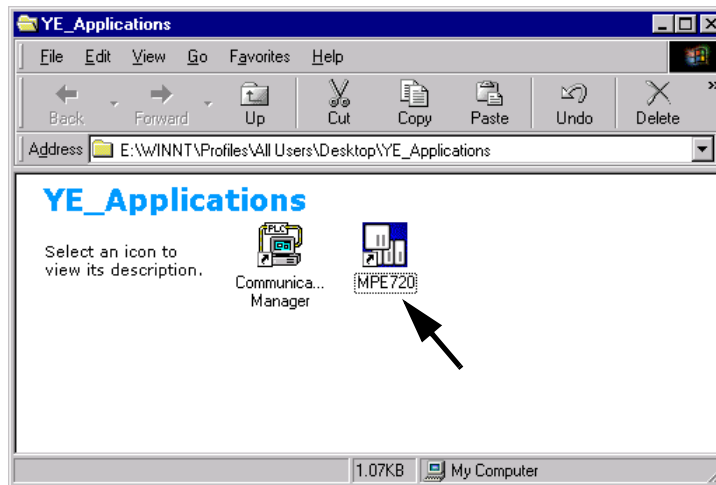 YE_Applications
File Edit View Go Favorites Help
Back Forward Up Cut Copy Paste Undo Delete »
Address E:\WINNT\Profiles\All Users\Desktop\YE_Applications
YE_Applications
Select an icon to
view its description.
PLC
Communica...
Manager
MPE720
1.07KB My Computer